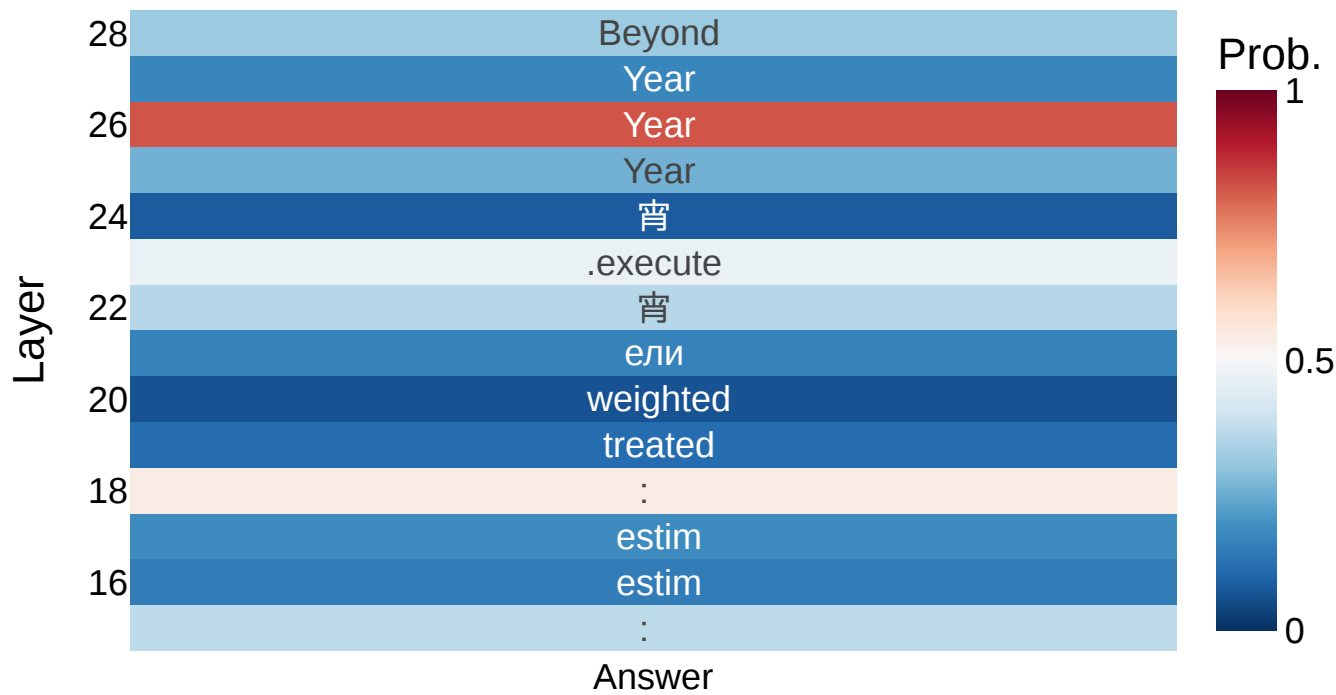 28 Beyond
Year
26 Year
Year
24 宵
.execute
22 宵
ели
20 weighted
treated
18 :
estim
16 estim
:
Answer
Layer
Prob.
1
0.5
0